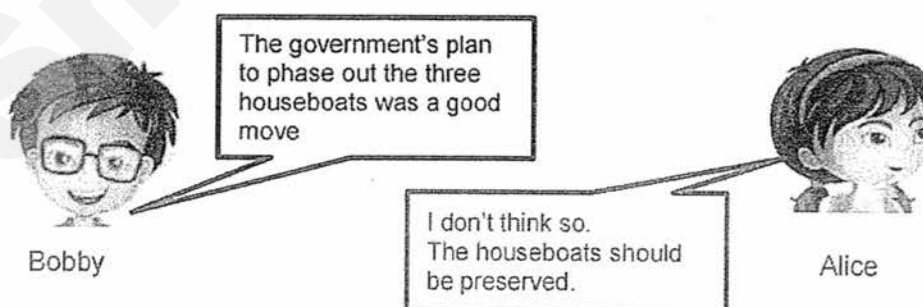 The government's plan
to phase out the three
houseboats was a good
move
I don't think so.
The houseboats should
be preserved.
Bobby
Alice